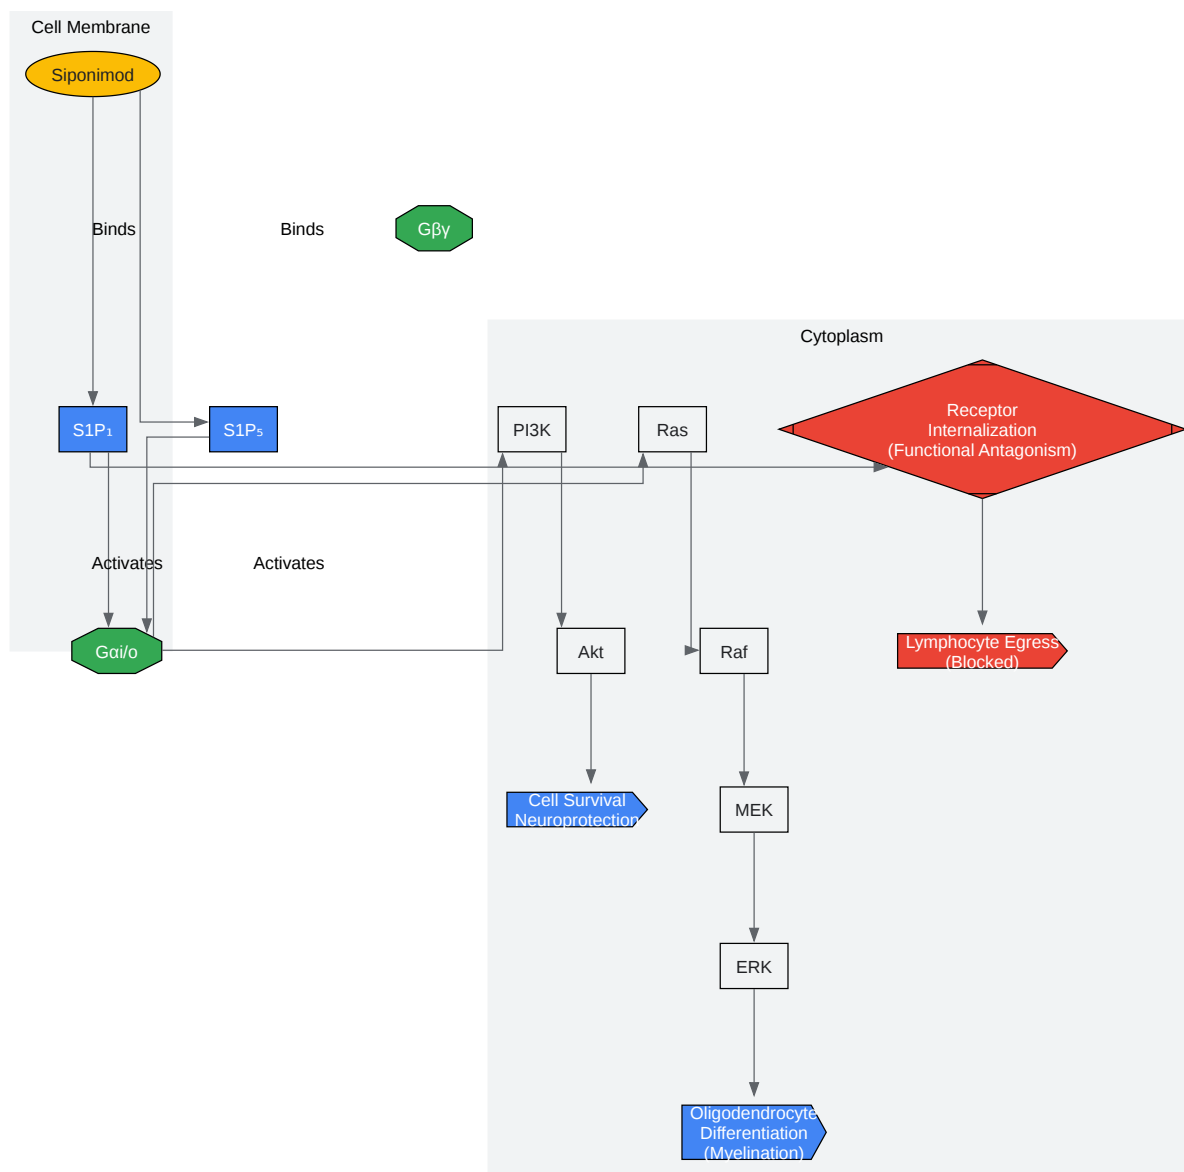 Cell Membrane
Siponimod
Binds
Binds
Gβγ
Cytoplasm
S1P₁
S1P₅
PI3K
Ras
Receptor
Internalization
(Functional Antagonism)
Activates
Activates
Gαi/o
Akt
Raf
Lymphocyte Egress
(Blocked)
Cell Survival
Neuroprotection
MEK
ERK
Oligodendrocyte
Differentiation
(Myelination)